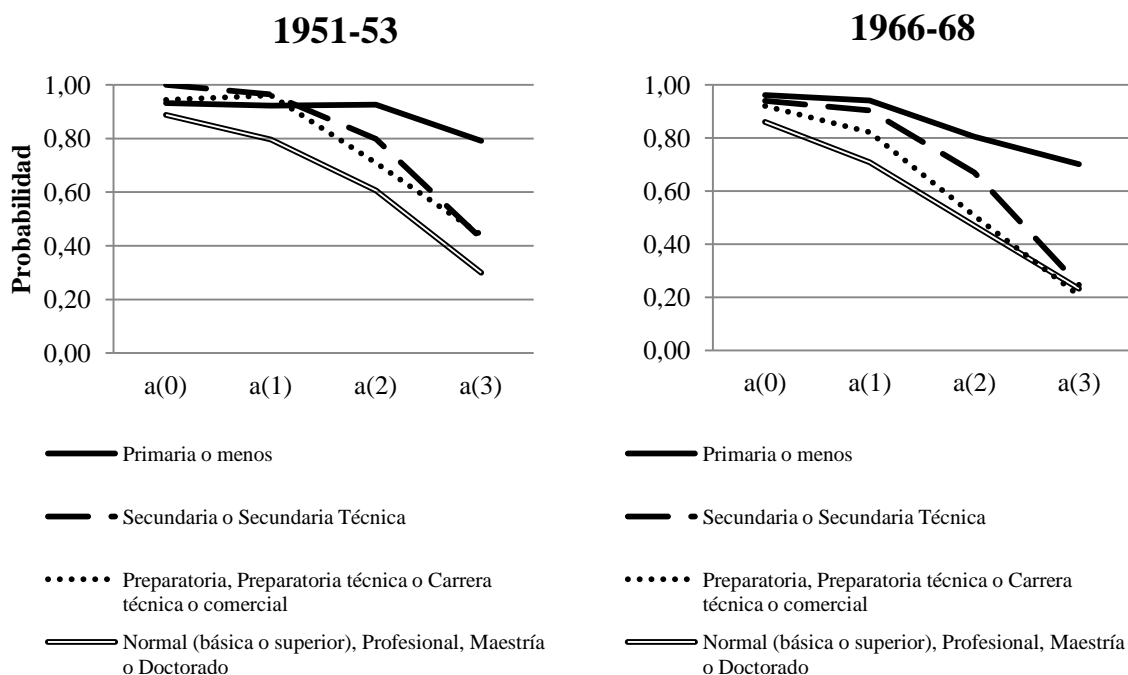 1951-53
Probabilidad
1,00
0,80
0,60
0,40
0,20
0,00
a(0) a(1) a(2) a(3)
Primaria o menos
Secundaria o Secundaria Técnica
Preparatoria, Preparatoria técnica o Carrera
técnica o comercial
Normal (básica o superior), Profesional, Maestría
o Doctorado
1966-68
1,00
0,80
0,60
0,40
0,20
0,00
a(0) a(1) a(2) a(3)
Primaria o menos
Secundaria o Secundaria Técnica
Preparatoria, Preparatoria técnica o Carrera
técnica o comercial
Normal (básica o superior), Profesional, Maestría
o Doctorado